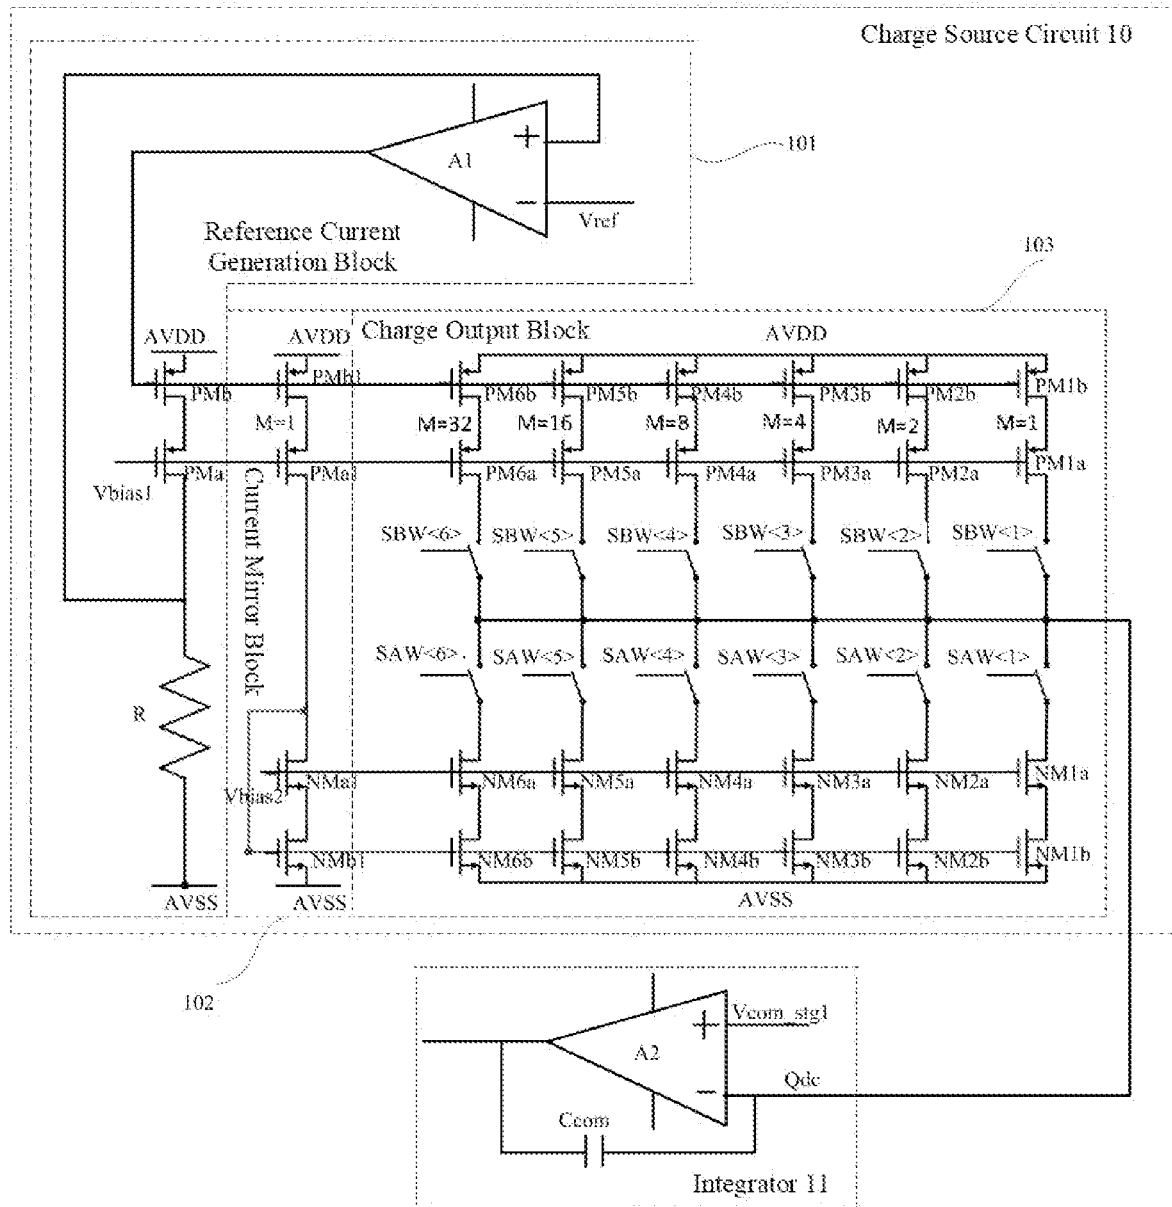 Charge Source Circuit 10
A1
+
−
Vref
101
Reference Current
Generation Block
103
AVDD
AVDD
Charge Output Block
AVDD
PMb
PMb1
PM6b
PM5b
PM4b
PM3b
PM2b
PM1b
M=1
M=32
M=16
M=8
M=4
M=2
M=1
Vbias1
PMa
PMa1
PM6a
PM5a
PM4a
PM3a
PM2a
PM1a
Current Mirror Block
SBW<6>
SBW<5>
SBW<4>
SBW<3>
SBW<2>
SBW<1>
SAW<6>
SAW<5>
SAW<4>
SAW<3>
SAW<2>
SAW<1>
R
Vbias2
NMa1
NM6a
NM5a
NM4a
NM3a
NM2a
NM1a
NMb1
NM6b
NM5b
NM4b
NM3b
NM2b
NM1b
AVSS
AVSS
AVSS
102
A2
+
−
Vcom_stg1
Qdc
Ccom
Integrator 11